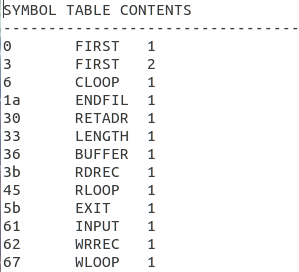 SYMBOL TABLE CONTENTS
---------------------------------
0 FIRST 1
3 FIRST 2
6 CLOOP 1
1a ENDFIL 1
30 RETADR 1
33 LENGTH 1
36 BUFFER 1
3b RDREC 1
45 RLOOP 1
5b EXIT 1
61 INPUT 1
62 WRREC 1
67 WLOOP 1